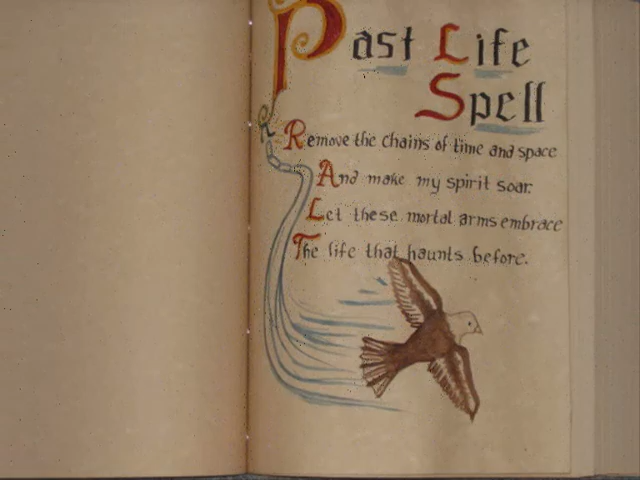 Past Life
Spell
Remove the chains of time and space
And make my spirit soar.
Let these mortal arms embrace
The life that haunts before.